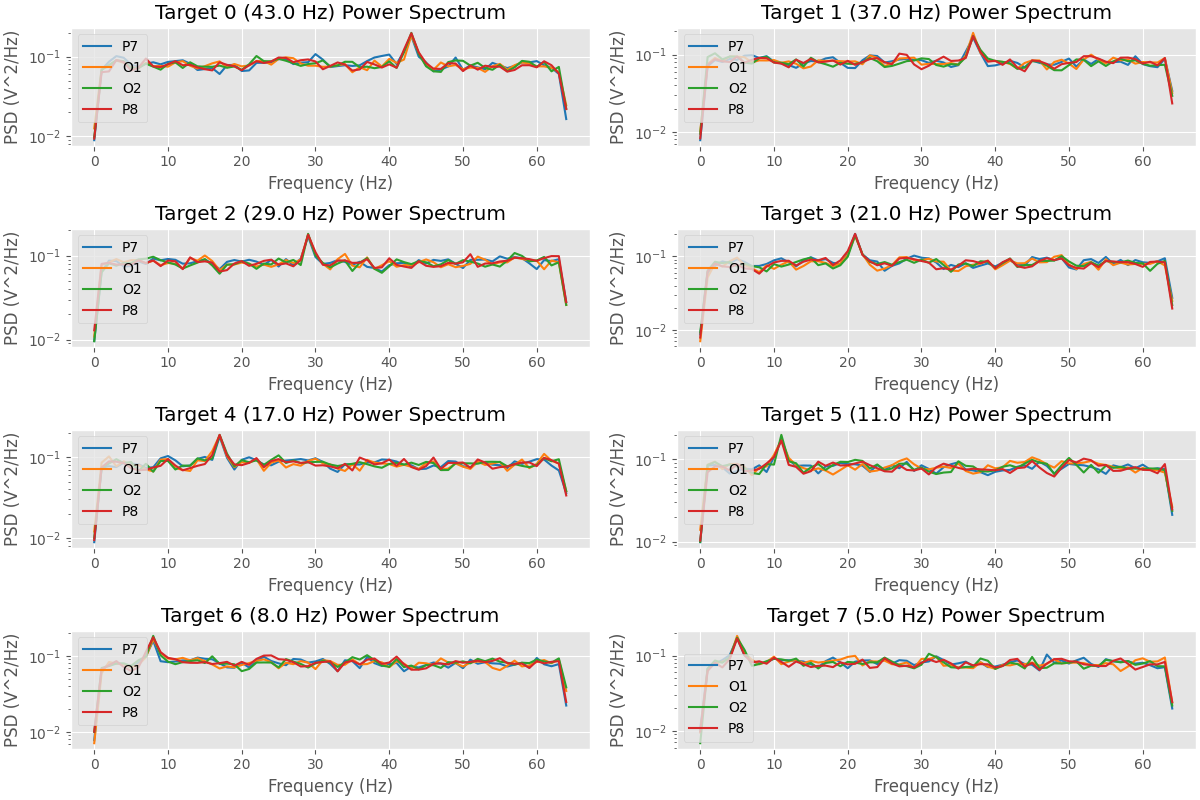 Target 0 (43.0 Hz) Power Spectrum
PSD (V^2/Hz)
10^-1
10^-2
P7
O1
O2
P8
0 10 20 30 40 50 60
Frequency (Hz)
Target 1 (37.0 Hz) Power Spectrum
PSD (V^2/Hz)
10^-1
10^-2
P7
O1
O2
P8
0 10 20 30 40 50 60
Frequency (Hz)
Target 2 (29.0 Hz) Power Spectrum
PSD (V^2/Hz)
10^-1
10^-2
P7
O1
O2
P8
0 10 20 30 40 50 60
Frequency (Hz)
Target 3 (21.0 Hz) Power Spectrum
PSD (V^2/Hz)
10^-1
10^-2
P7
O1
O2
P8
0 10 20 30 40 50 60
Frequency (Hz)
Target 4 (17.0 Hz) Power Spectrum
PSD (V^2/Hz)
10^-1
10^-2
P7
O1
O2
P8
0 10 20 30 40 50 60
Frequency (Hz)
Target 5 (11.0 Hz) Power Spectrum
PSD (V^2/Hz)
10^-1
10^-2
P7
O1
O2
P8
0 10 20 30 40 50 60
Frequency (Hz)
Target 6 (8.0 Hz) Power Spectrum
PSD (V^2/Hz)
10^-1
10^-2
P7
O1
O2
P8
0 10 20 30 40 50 60
Frequency (Hz)
Target 7 (5.0 Hz) Power Spectrum
PSD (V^2/Hz)
10^-1
10^-2
P7
O1
O2
P8
0 10 20 30 40 50 60
Frequency (Hz)